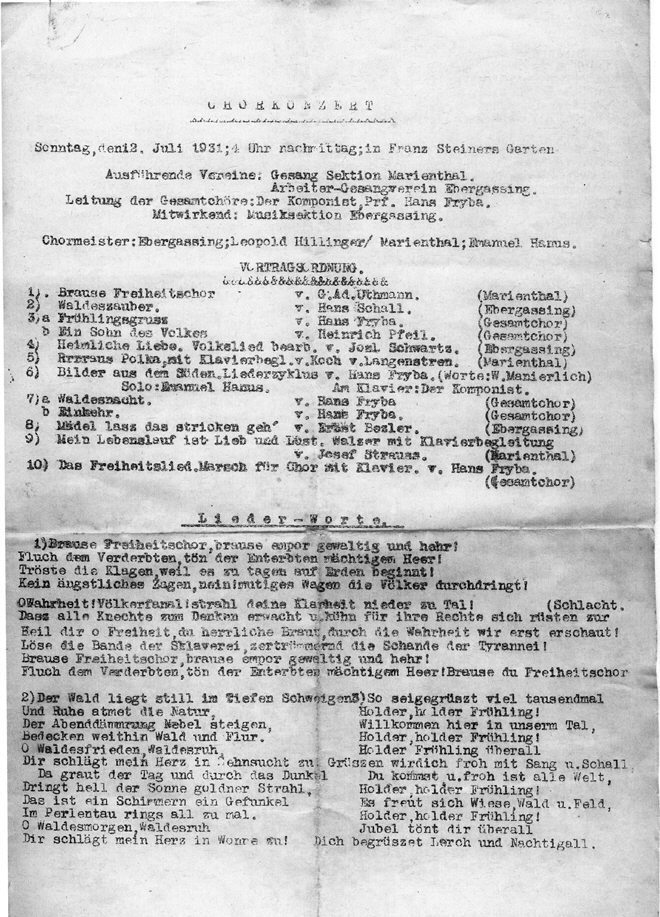 CHORKONZERT
Sonntag,den12. Juli 1931;4 Uhr nachmittag;in Franz Steiners Garten
Ausführende Vereine: Gesang Sektion Marienthal.
Arbeiter-Gesangverein Ebergassing.
Leitung der Gesamtchöre:Der Komponist,Prf. Hans Fryba.
Mitwirkend: Musiksektion Ebergassing.
Chormeister:Ebergassing;Leopold Hillinger/ Marienthal;Emanuel Hanus.
VORTRAGSORDNUNG.
1). Brause Freiheitschor v. G.Ad.Uthmann. (Marienthal)
2) Waldeszauber. v. Hans Schall. (Ebergassing)
3)a Frühlingsgrusz v. Hans Fryba. (Gesamtchor)
b Ein Sohn des Volkes v. Heinrich Pfeil. (Gesamtchor)
4) Heimliche Liebe. Volkslied bearb. v. Josl Schwartz. (Ebergassing)
5) Rrrraus Polka,mit Klavierbegl.v.Koch v.Langenstren. (Marienthal)
6) Bilder aus dem Süden.Liederzyklus v. Hans Fryba.(Worte:W.Manierlich)
Solo:Emanuel Hanus. Am Klavier:Der Komponist.
7)a Waldesnacht. v. Hans Fryba (Gesamtchor)
b Einkehr. v. Hans Fryba (Gesamtchor)
8) Mädel lasz das stricken geh' v. Ernst Bezler. (Ebergassing)
9) Mein Lebenslauf ist Lieb und Lust. Walzer mit Klavierbegleitung
v. Josef Strauss. (Marienthal)
10) Das Freiheitslied.Marsch für Chor mit Klavier. v. Hans Fryba.
(Gesamtchor)
Lieder-Worte.
1)Brause Freiheitschor,brause empor gewaltig und hehr!
Fluch dem Verderbten,tön der Enterbten mächtigem Heer!
Tröste die Klagen,weil es zu tagen auf Erden beginnt!
Kein ängstliches Zagen,nein!mutiges Wagen die Völker durchdringt!
OWahrheit!Völkerfanal!strahl deine Klarheit nieder zu Tal! (Schlacht.
Dasz alle Knechte zum Denken erwacht u.kühn für ihre Rechte sich rüsten zur
Heil dir o Freiheit,du herrliche Braut,durch die Wahrheit wir erst erschaut!
Löse die Bande der Sklaverei,zertrümmernd die Schande der Tyrannei!
Brause Freiheitschor,brause empor gewaltig und hehr!
Fluch dem Verderbten,tön der Enterbten mächtigem Heer!Brause du Freiheitschor
2)Der Wald liegt still im Tiefen Schweigen
Und Ruhe atmet die Natur,
Der Abenddämmrung Nebel steigen,
Bedecken weithin Wald und Flur.
O Waldesfrieden,Waldesruh,
Dir schlägt mein Herz in Sehnsucht zu!
Da graut der Tag und durch das Dunkel
Dringt hell der Sonne goldner Strahl,
Das ist ein Schimmern ein Gefunkel
Im Perlentau rings all zu mal.
O Waldesmorgen,Waldesruh
Dir schlägt mein Herz in Wonne zu!
3)So seigegrüszt viel tausendmal
Holder,holder Frühling!
Willkommen hier in unserm Tal,
Holder,holder Frühling!
Holder Frühling überall
Grüszen wirdich froh mit Sang u.Schall
Du kommst u.froh ist alle Welt,
Holder,holder Frühling!
Es freut sich Wiese,Wald u.Feld,
Holder,holder Frühling!
Jubel tönt dir überall
Dich begrüszet Lerch und Nachtigall.